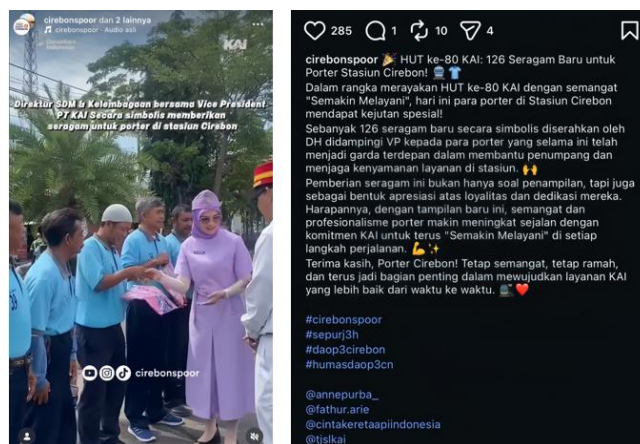 cirebonspoor dan 2 lainnya
cirebonspoor • Audio asli
Danantara
Indonesia
KAI
Direktur SDM & Kelembagaan bersama Vice President
PT KAI Secara simbolis memberikan
seragam untuk porter di stasiun Cirebon
cirebonspoor
285 1 10 4
cirebonspoor 🎉 HUT ke-80 KAI: 126 Seragam Baru untuk
Porter Stasiun Cirebon! 🚆👕
Dalam rangka merayakan HUT ke-80 KAI dengan semangat
"Semakin Melayani", hari ini para porter di Stasiun Cirebon
mendapat kejutan spesial!
Sebanyak 126 seragam baru secara simbolis diserahkan oleh
DH didampingi VP kepada para porter yang selama ini telah
menjadi garda terdepan dalam membantu penumpang dan
menjaga kenyamanan layanan di stasiun. 🙌
Pemberian seragam ini bukan hanya soal penampilan, tapi juga
sebagai bentuk apresiasi atas loyalitas dan dedikasi mereka.
Harapannya, dengan tampilan baru ini, semangat dan
profesionalisme porter makin meningkat sejalan dengan
komitmen KAI untuk terus "Semakin Melayani" di setiap
langkah perjalanan. 💪✨
Terima kasih, Porter Cirebon! Tetap semangat, tetap ramah,
dan terus jadi bagian penting dalam mewujudkan layanan KAI
yang lebih baik dari waktu ke waktu. 🚂❤️
#cirebonspoor
#sepurj3h
#daop3cirebon
#humasdaop3cn
@annepurba_
@fathur.arie
@cintakeretaapiindonesia
@tjslkai